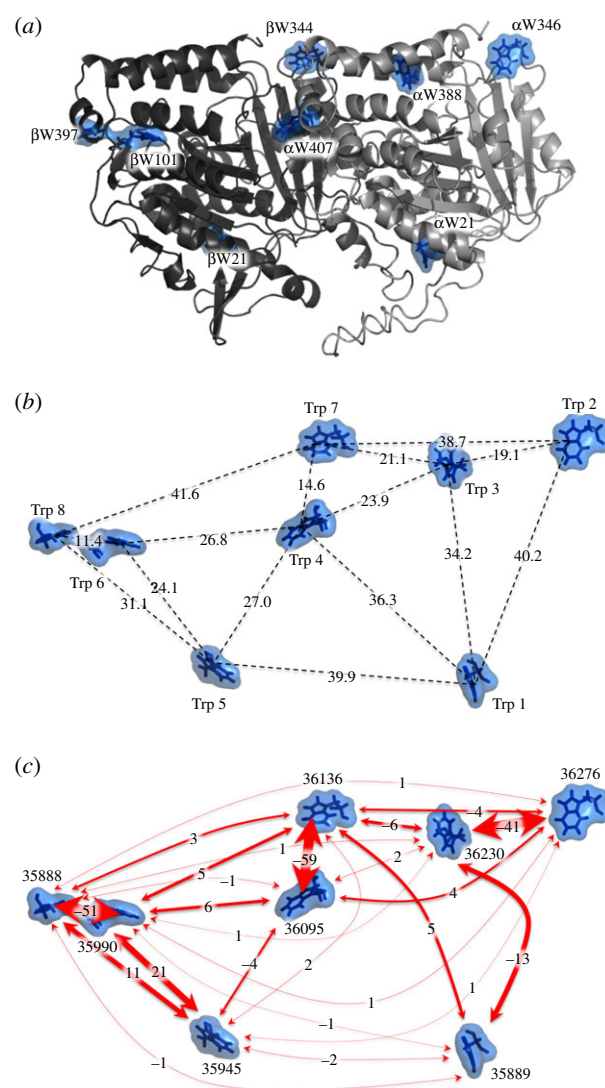 (a)
βW344
αW346
αW388
βW397
βW101
αW407
αW21
βW21
(b)
Trp 7
Trp 2
38.7
21.1
19.1
Trp 3
41.6
14.6
23.9
Trp 8
11.4
26.8
Trp 4
34.2
40.2
Trp 6
24.1
31.1
27.0
36.3
39.9
Trp 5
Trp 1
(c)
36136
1
36276
–4
–6
–41
3
1
36230
–59
2
35888
5
–1
4
–51
6
36095
5
35990
1
–13
11
21
–4
2
1
1
–1
–2
–1
35945
35889